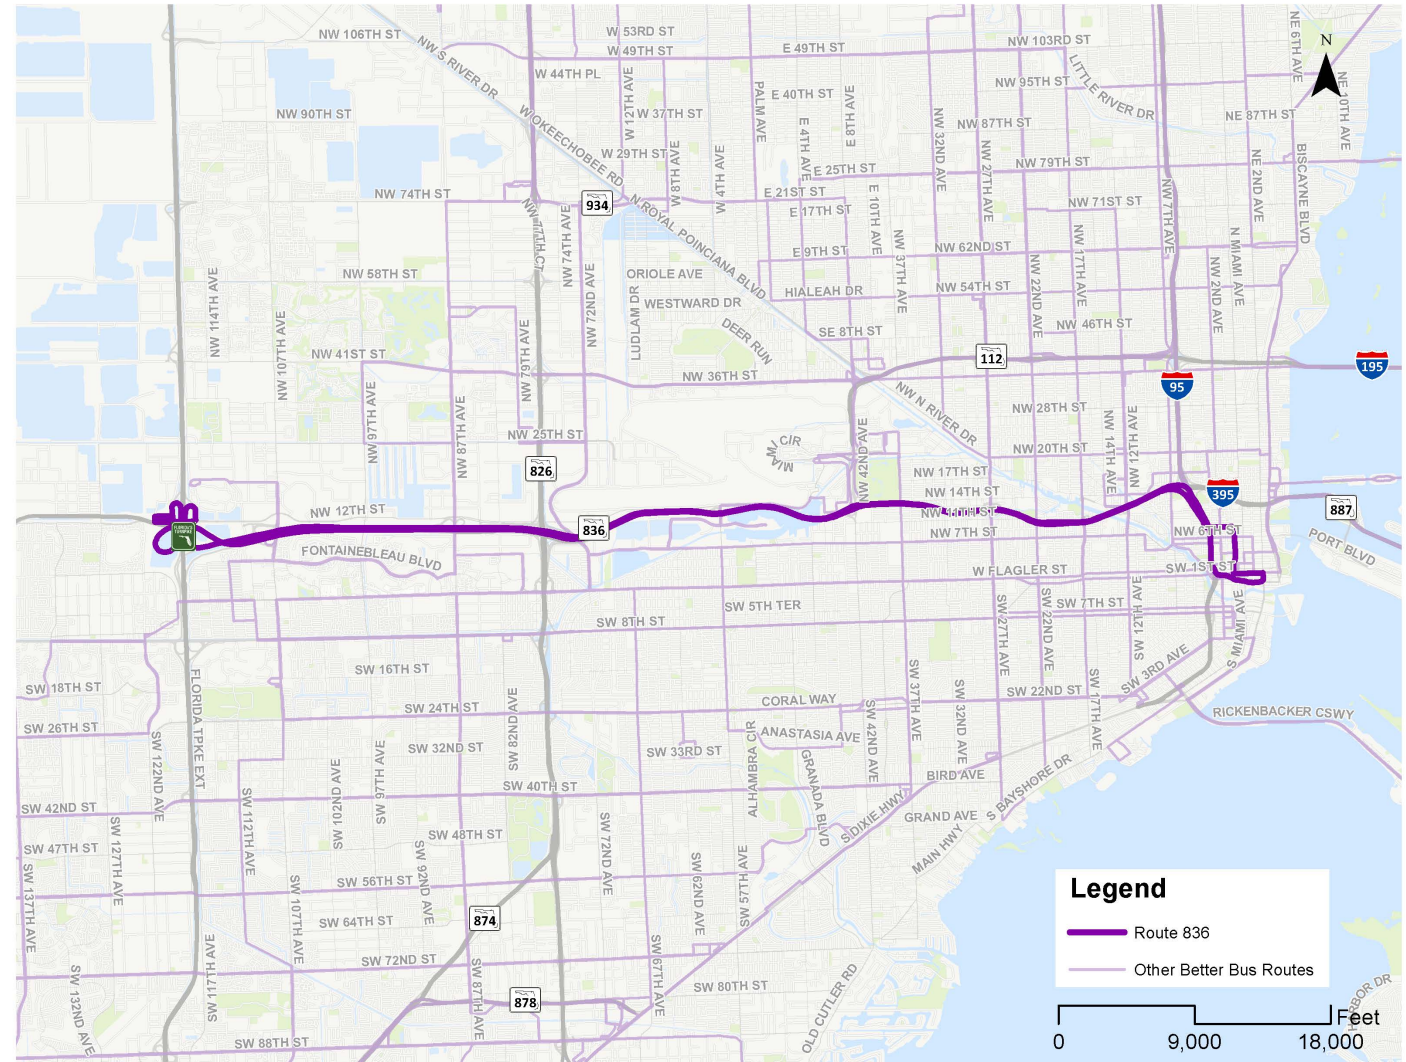 NW 106TH ST
W 53RD ST
W 49TH ST
E 49TH ST
NW 103RD ST
NE 6TH AVE
N
NW S RIVER DR
W 44TH PL
W 12TH AVE
W 37TH ST
PALM AVE
E 40TH ST
E 8TH AVE
NW 95TH ST
LITTLE RIVER DR
NE 10TH AVE
NW 90TH ST
W OKEECHOBEE RD
E 4TH AVE
NW 32ND AVE
NW 87TH ST
NE 87TH ST
W 29TH ST
W 8TH AVE
W 4TH AVE
E 25TH ST
NW 27TH AVE
NW 79TH ST
NE 2ND AVE
BISCAYNE BLVD
NW 74TH ST
934
E 21ST ST
E 17TH ST
E 10TH AVE
NW 71ST ST
NW 7TH AVE
NW 77TH CT
NW 74TH AVE
N ROYAL POINCIANA BLVD
NW 37TH AVE
E 9TH ST
NW 62ND ST
NW 17TH AVE
N MIAMI AVE
NW 114TH AVE
NW 58TH ST
NW 72ND AVE
ORIOLE AVE
LUDLAM DR
WESTWARD DR
HIALEAH DR
NW 54TH ST
NW 22ND AVE
NW 2ND AVE
NW 107TH AVE
NW 41ST ST
NW 79TH AVE
DEER RUN
SE 8TH ST
NW 46TH ST
112
195
95
NW 36TH ST
NW 97TH AVE
NW 87TH AVE
NW N RIVER DR
NW 28TH ST
NW 14TH AVE
NW 12TH AVE
NW 25TH ST
MIAMI CIR
NW 42ND AVE
NW 20TH ST
826
NW 17TH ST
NW 14TH ST
395
887
NW 12TH ST
836
NW 11TH ST
NW 7TH ST
NW 6TH ST
PORT BLVD
FLORIDA'S
TURNPIKE
FONTAINEBLEAU BLVD
W FLAGLER ST
SW 1ST ST
SW 5TH TER
SW 7TH ST
SW 8TH ST
SW 27TH AVE
SW 22ND AVE
SW 12TH AVE
S MIAMI AVE
SW 16TH ST
FLORIDA TPKE EXT
SW 18TH ST
SW 82ND AVE
SW 37TH AVE
SW 32ND AVE
SW 3RD AVE
SW 22ND ST
SW 17TH AVE
CORAL WAY
SW 24TH ST
SW 26TH ST
SW 42ND AVE
RICKENBACKER CSWY
SW 122ND AVE
SW 97TH AVE
SW 32ND ST
SW 33RD ST
ALHAMBRA CIR
ANASTASIA AVE
GRANADA BLVD
SW 102ND AVE
SW 40TH ST
BIRD AVE
S BAYSHORE DR
SW 42ND ST
SW 112TH AVE
GRAND AVE
S DIXIE HWY
MAIN HWY
SW 127TH AVE
SW 48TH ST
SW 72ND AVE
SW 47TH ST
SW 137TH AVE
SW 92ND AVE
SW 62ND AVE
SW 57TH AVE
SW 56TH ST
SW 107TH AVE
SW 64TH ST
874
SW 117TH AVE
SW 72ND ST
SW 67TH AVE
SW 132ND AVE
SW 87TH AVE
878
SW 80TH ST
OLD CUTLER RD
SW 88TH ST
HARBOR DR
Legend
Route 836
Other Better Bus Routes
Feet
0 9,000 18,000